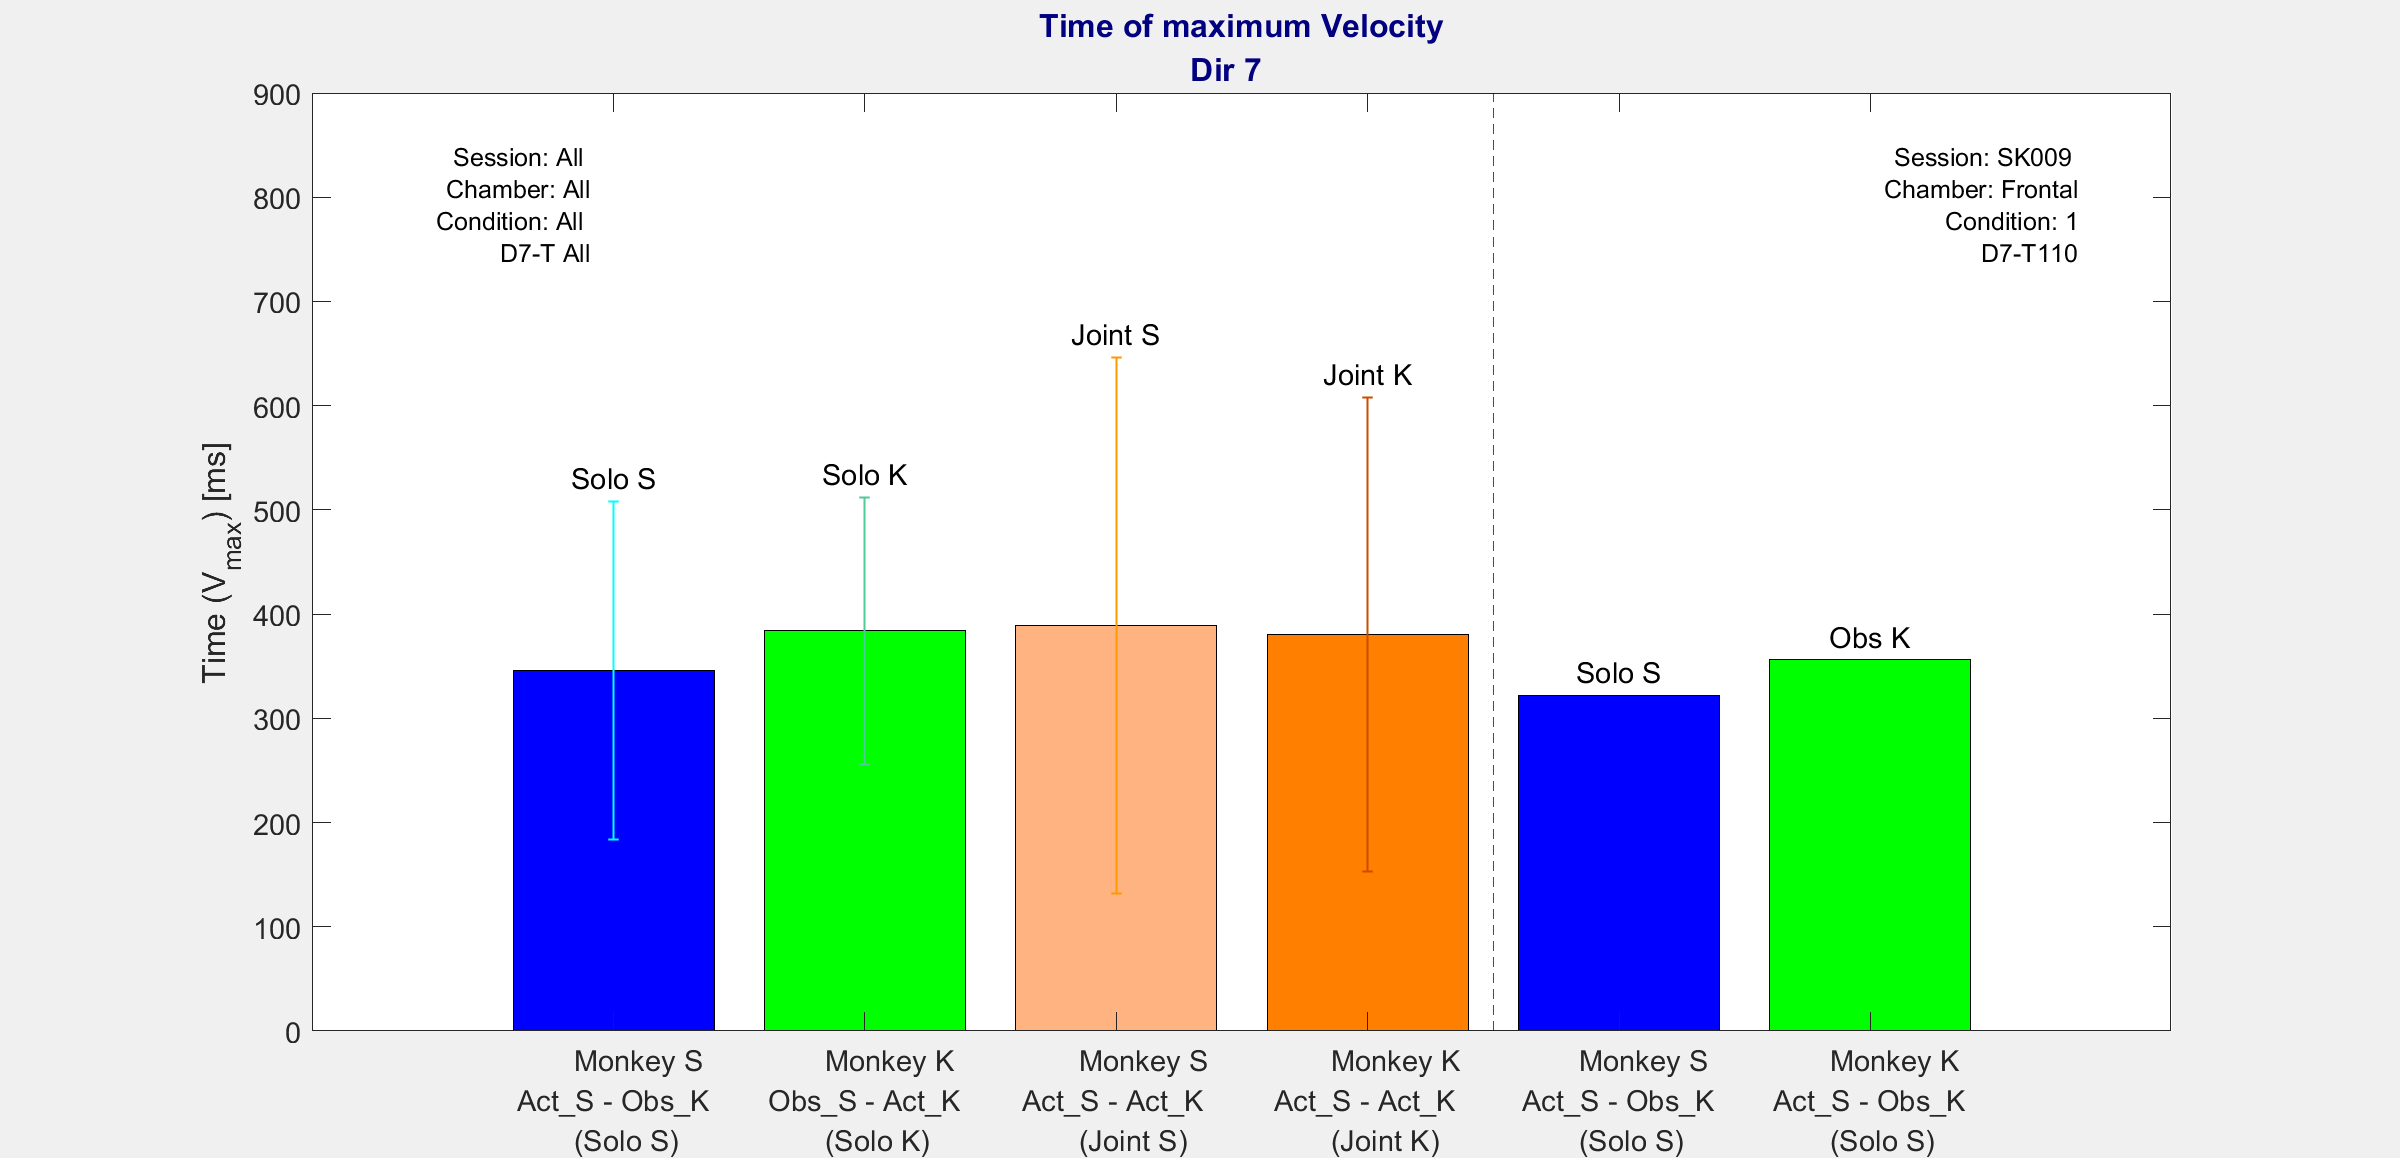 Time of maximum Velocity
Dir 7
900
800
700
600
500
400
300
200
100
0
Time (Vmax) [ms]
Session: All
Chamber: All
Condition: All
D7-T All
Session: SK009
Chamber: Frontal
Condition: 1
D7-T110
Solo S
Solo K
Joint S
Joint K
Solo S
Obs K
Monkey S
Act_S - Obs_K
(Solo S)
Monkey K
Obs_S - Act_K
(Solo K)
Monkey S
Act_S - Act_K
(Joint S)
Monkey K
Act_S - Act_K
(Joint K)
Monkey S
Act_S - Obs_K
(Solo S)
Monkey K
Act_S - Obs_K
(Solo S)